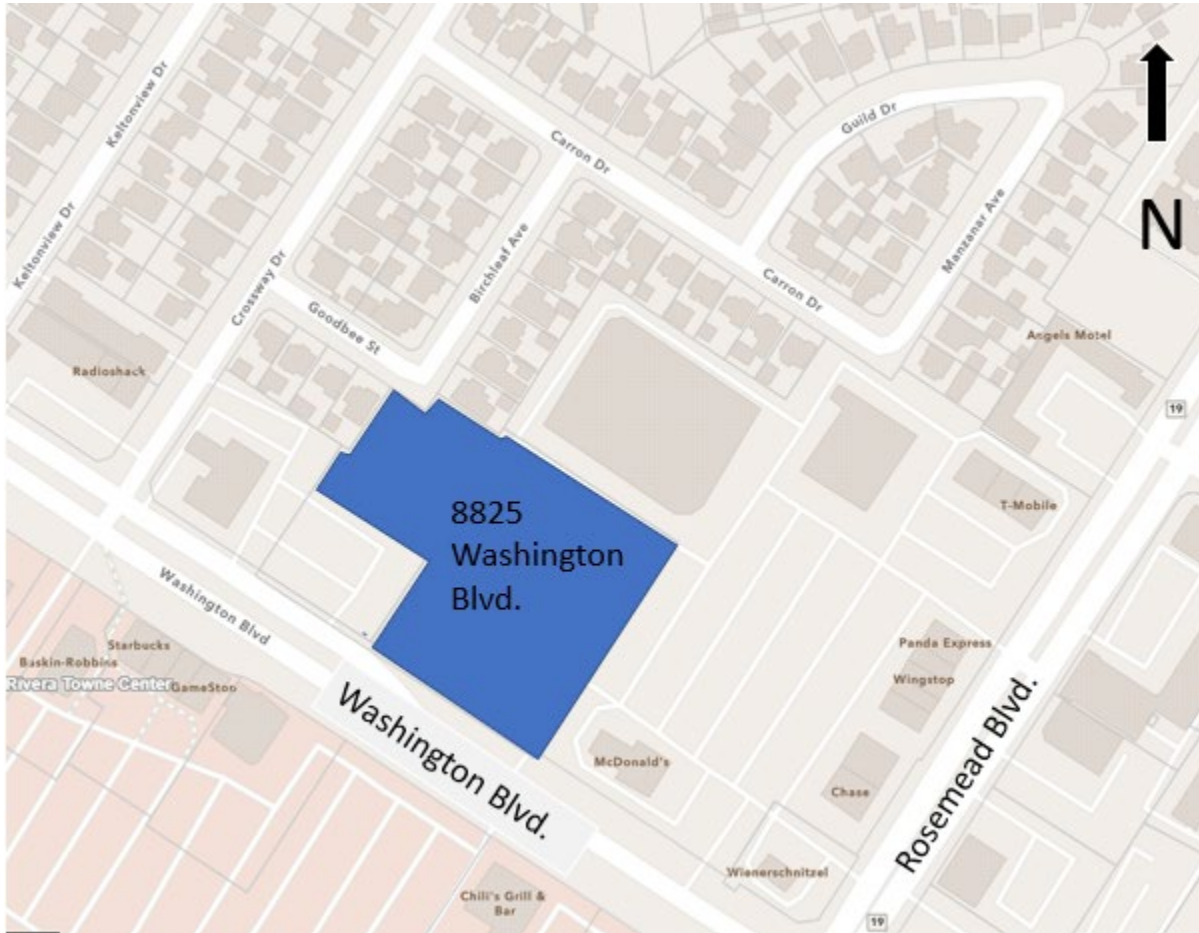 Keltonview Dr
Keltonview Dr
Crossway Dr
Carron Dr
Guild Dr
N
Birchleaf Ave
Manzanar Ave
Carron Dr
Goodbee St
Angels Motel
Radioshack
19
8825
Washington
Blvd.
T-Mobile
Washington Blvd
Starbucks
Baskin-Robbins
Rivera Towne Center
GameStop
Panda Express
Wingstop
Washington Blvd.
Rosemead Blvd.
McDonald's
Chase
Wienerschnitzel
Chili's Grill &
Bar
19